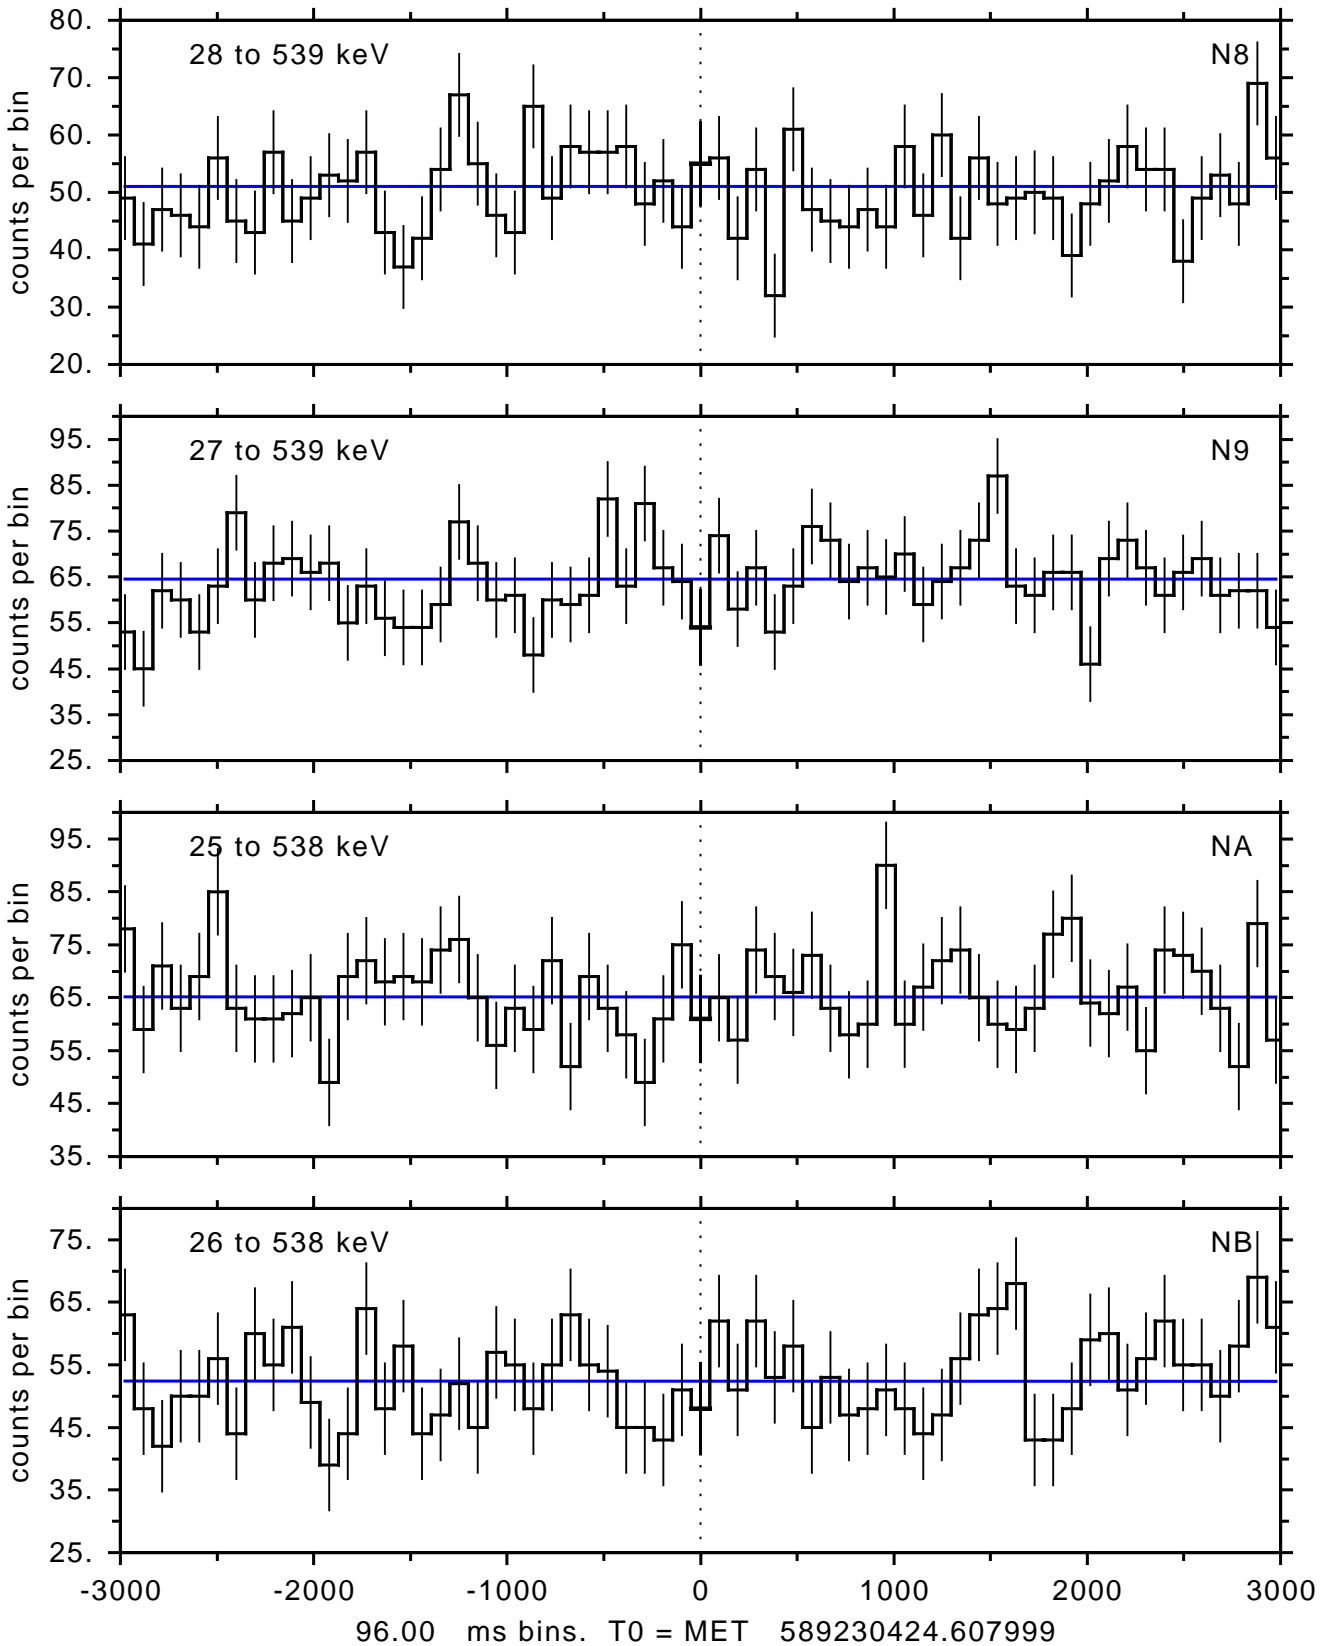 80.
28 to 539 keV
N8
70.
60.
50.
40.
30.
20.
counts per bin
95.
27 to 539 keV
N9
85.
75.
65.
55.
45.
35.
25.
counts per bin
95.
25 to 538 keV
NA
85.
75.
65.
55.
45.
35.
counts per bin
75.
26 to 538 keV
NB
65.
55.
45.
35.
25.
counts per bin
-3000 -2000 -1000 0 1000 2000 3000
96.00 ms bins. T0 = MET 589230424.607999